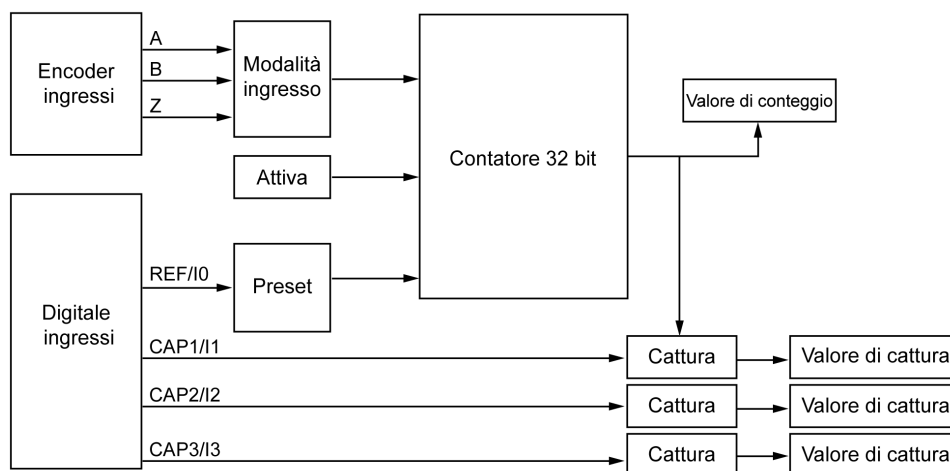 A
Encoder
ingressi
B
Z
Modalità
ingresso
Attiva
Contatore 32 bit
Valore di conteggio
Digitale
ingressi
REF/I0
Preset
CAP1/I1
Cattura
Valore di cattura
CAP2/I2
Cattura
Valore di cattura
CAP3/I3
Cattura
Valore di cattura